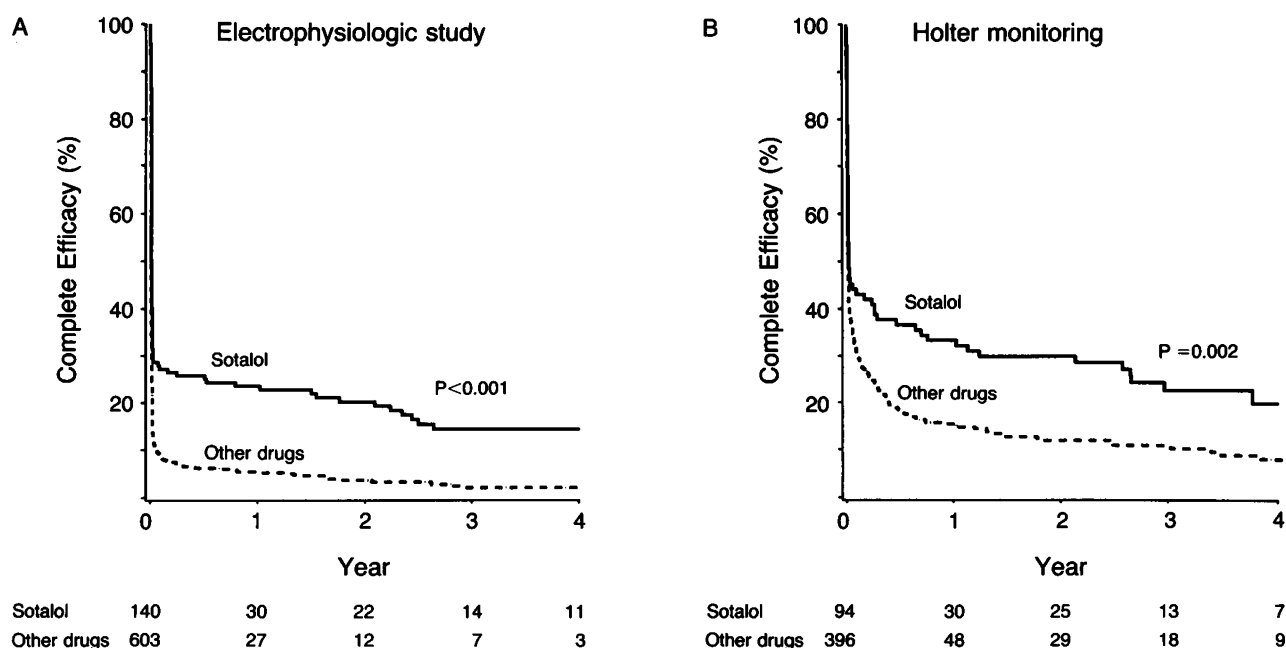 A Electrophysiologic study
100
80
60
40
20
Complete Efficacy (%)
Sotalol
P<0.001
Other drugs
0 1 2 3 4
Year
Sotalol 140 30 22 14 11
Other drugs 603 27 12 7 3
B Holter monitoring
100
80
60
40
20
Complete Efficacy (%)
Sotalol
P =0.002
Other drugs
0 1 2 3 4
Year
Sotalol 94 30 25 13 7
Other drugs 396 48 29 18 9